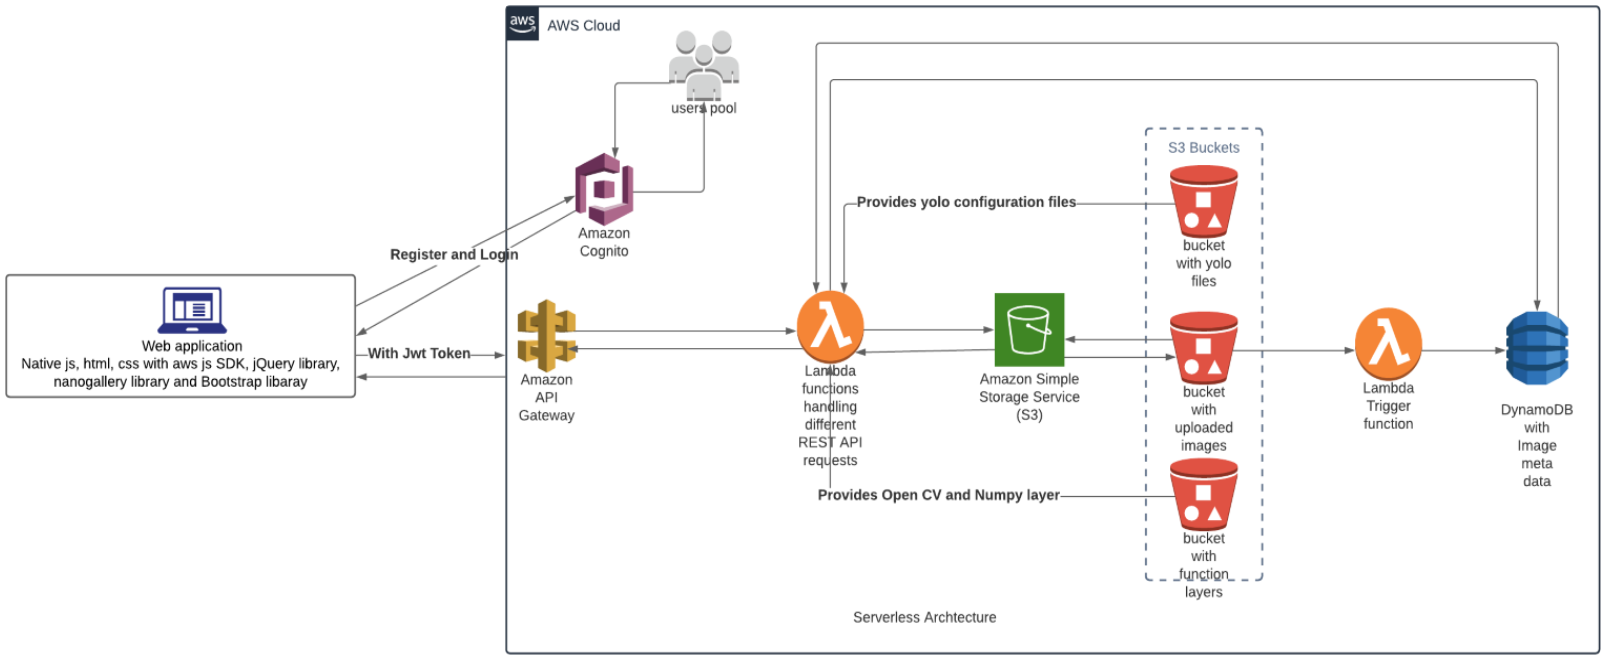 aws
AWS Cloud
users pool
S3 Buckets
Provides yolo configuration files
bucket
with yolo
files
Amazon
Cognito
Register and Login
Web application
Native js, html, css with aws js SDK, jQuery library,
nanogallery library and Bootstrap libaray
With Jwt Token
Amazon
API
Gateway
Lambda
functions
handling
different
REST API
requests
Amazon Simple
Storage Service
(S3)
bucket
with
uploaded
images
Lambda
Trigger
function
DynamoDB
with
Image
meta
data
Provides Open CV and Numpy layer
bucket
with
function
layers
Serverless Archtecture